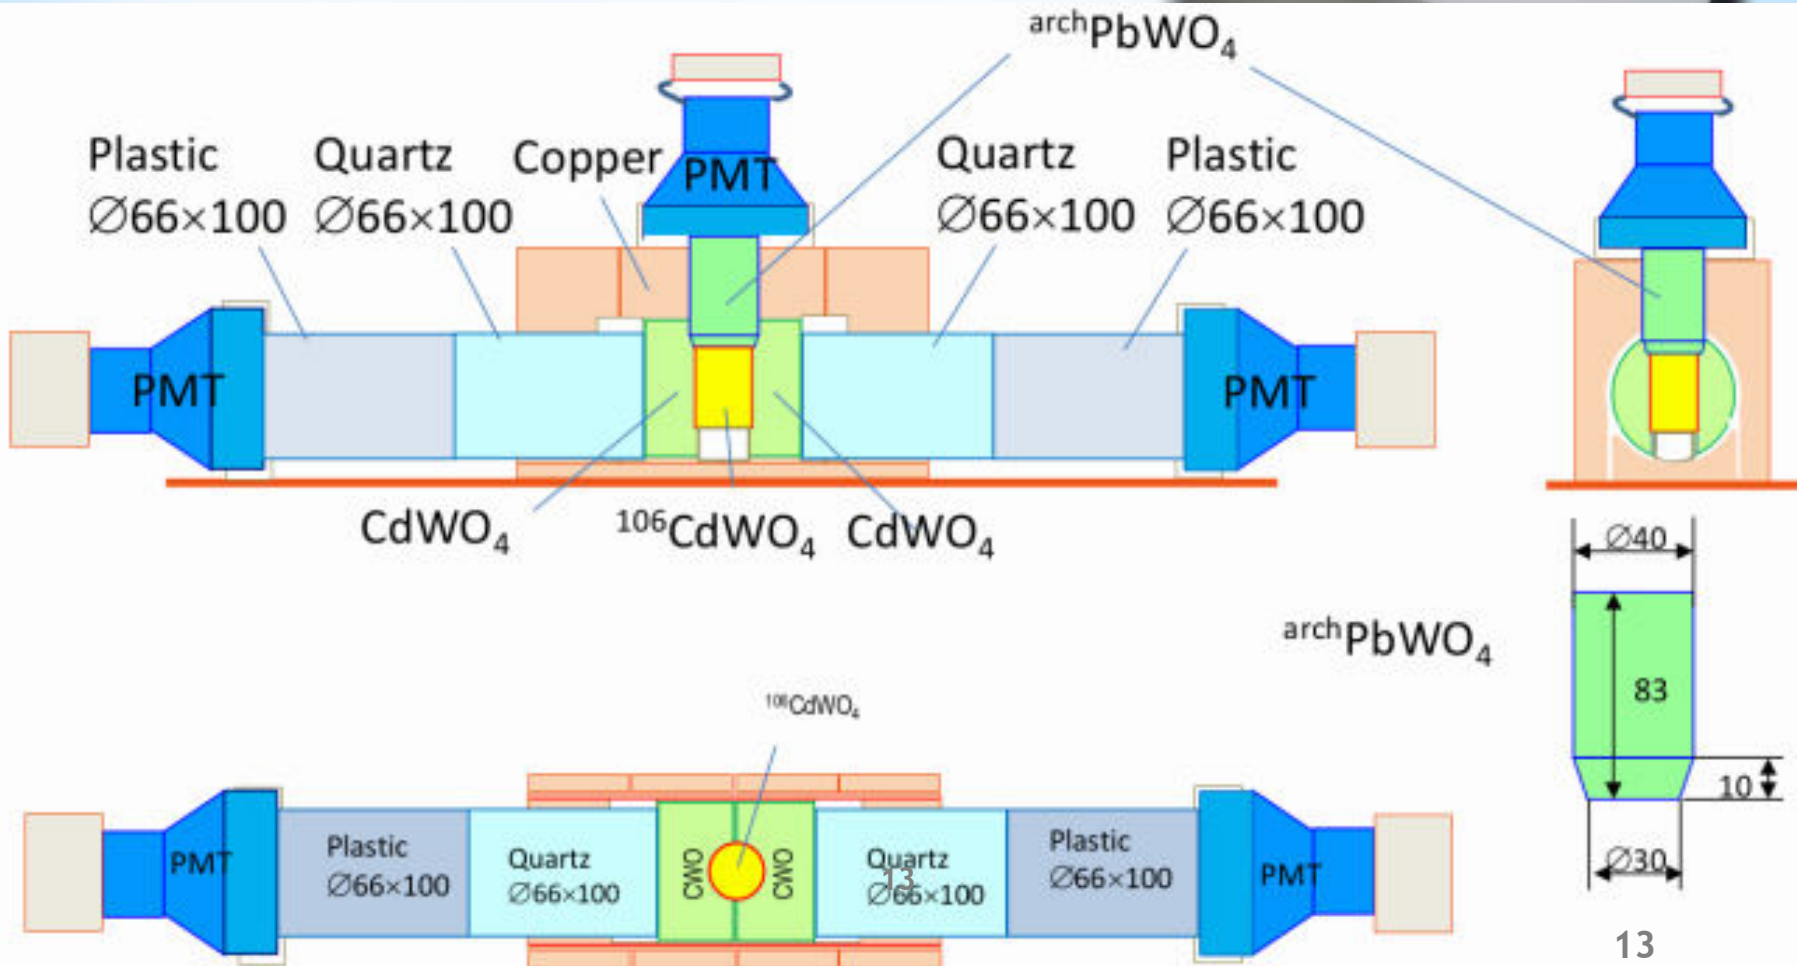 archPbWO₄
Plastic
Ø66×100
Quartz
Ø66×100
Copper
PMT
Quartz
Ø66×100
Plastic
Ø66×100
PMT
PMT
CdWO₄
¹⁰⁶CdWO₄
CdWO₄
Ø40
archPbWO₄
83
10
Ø30
¹⁰⁶CdWO₄
PMT
Plastic
Ø66×100
Quartz
Ø66×100
CWO
CWO
Quartz
Ø66×100
13
Plastic
Ø66×100
PMT
13